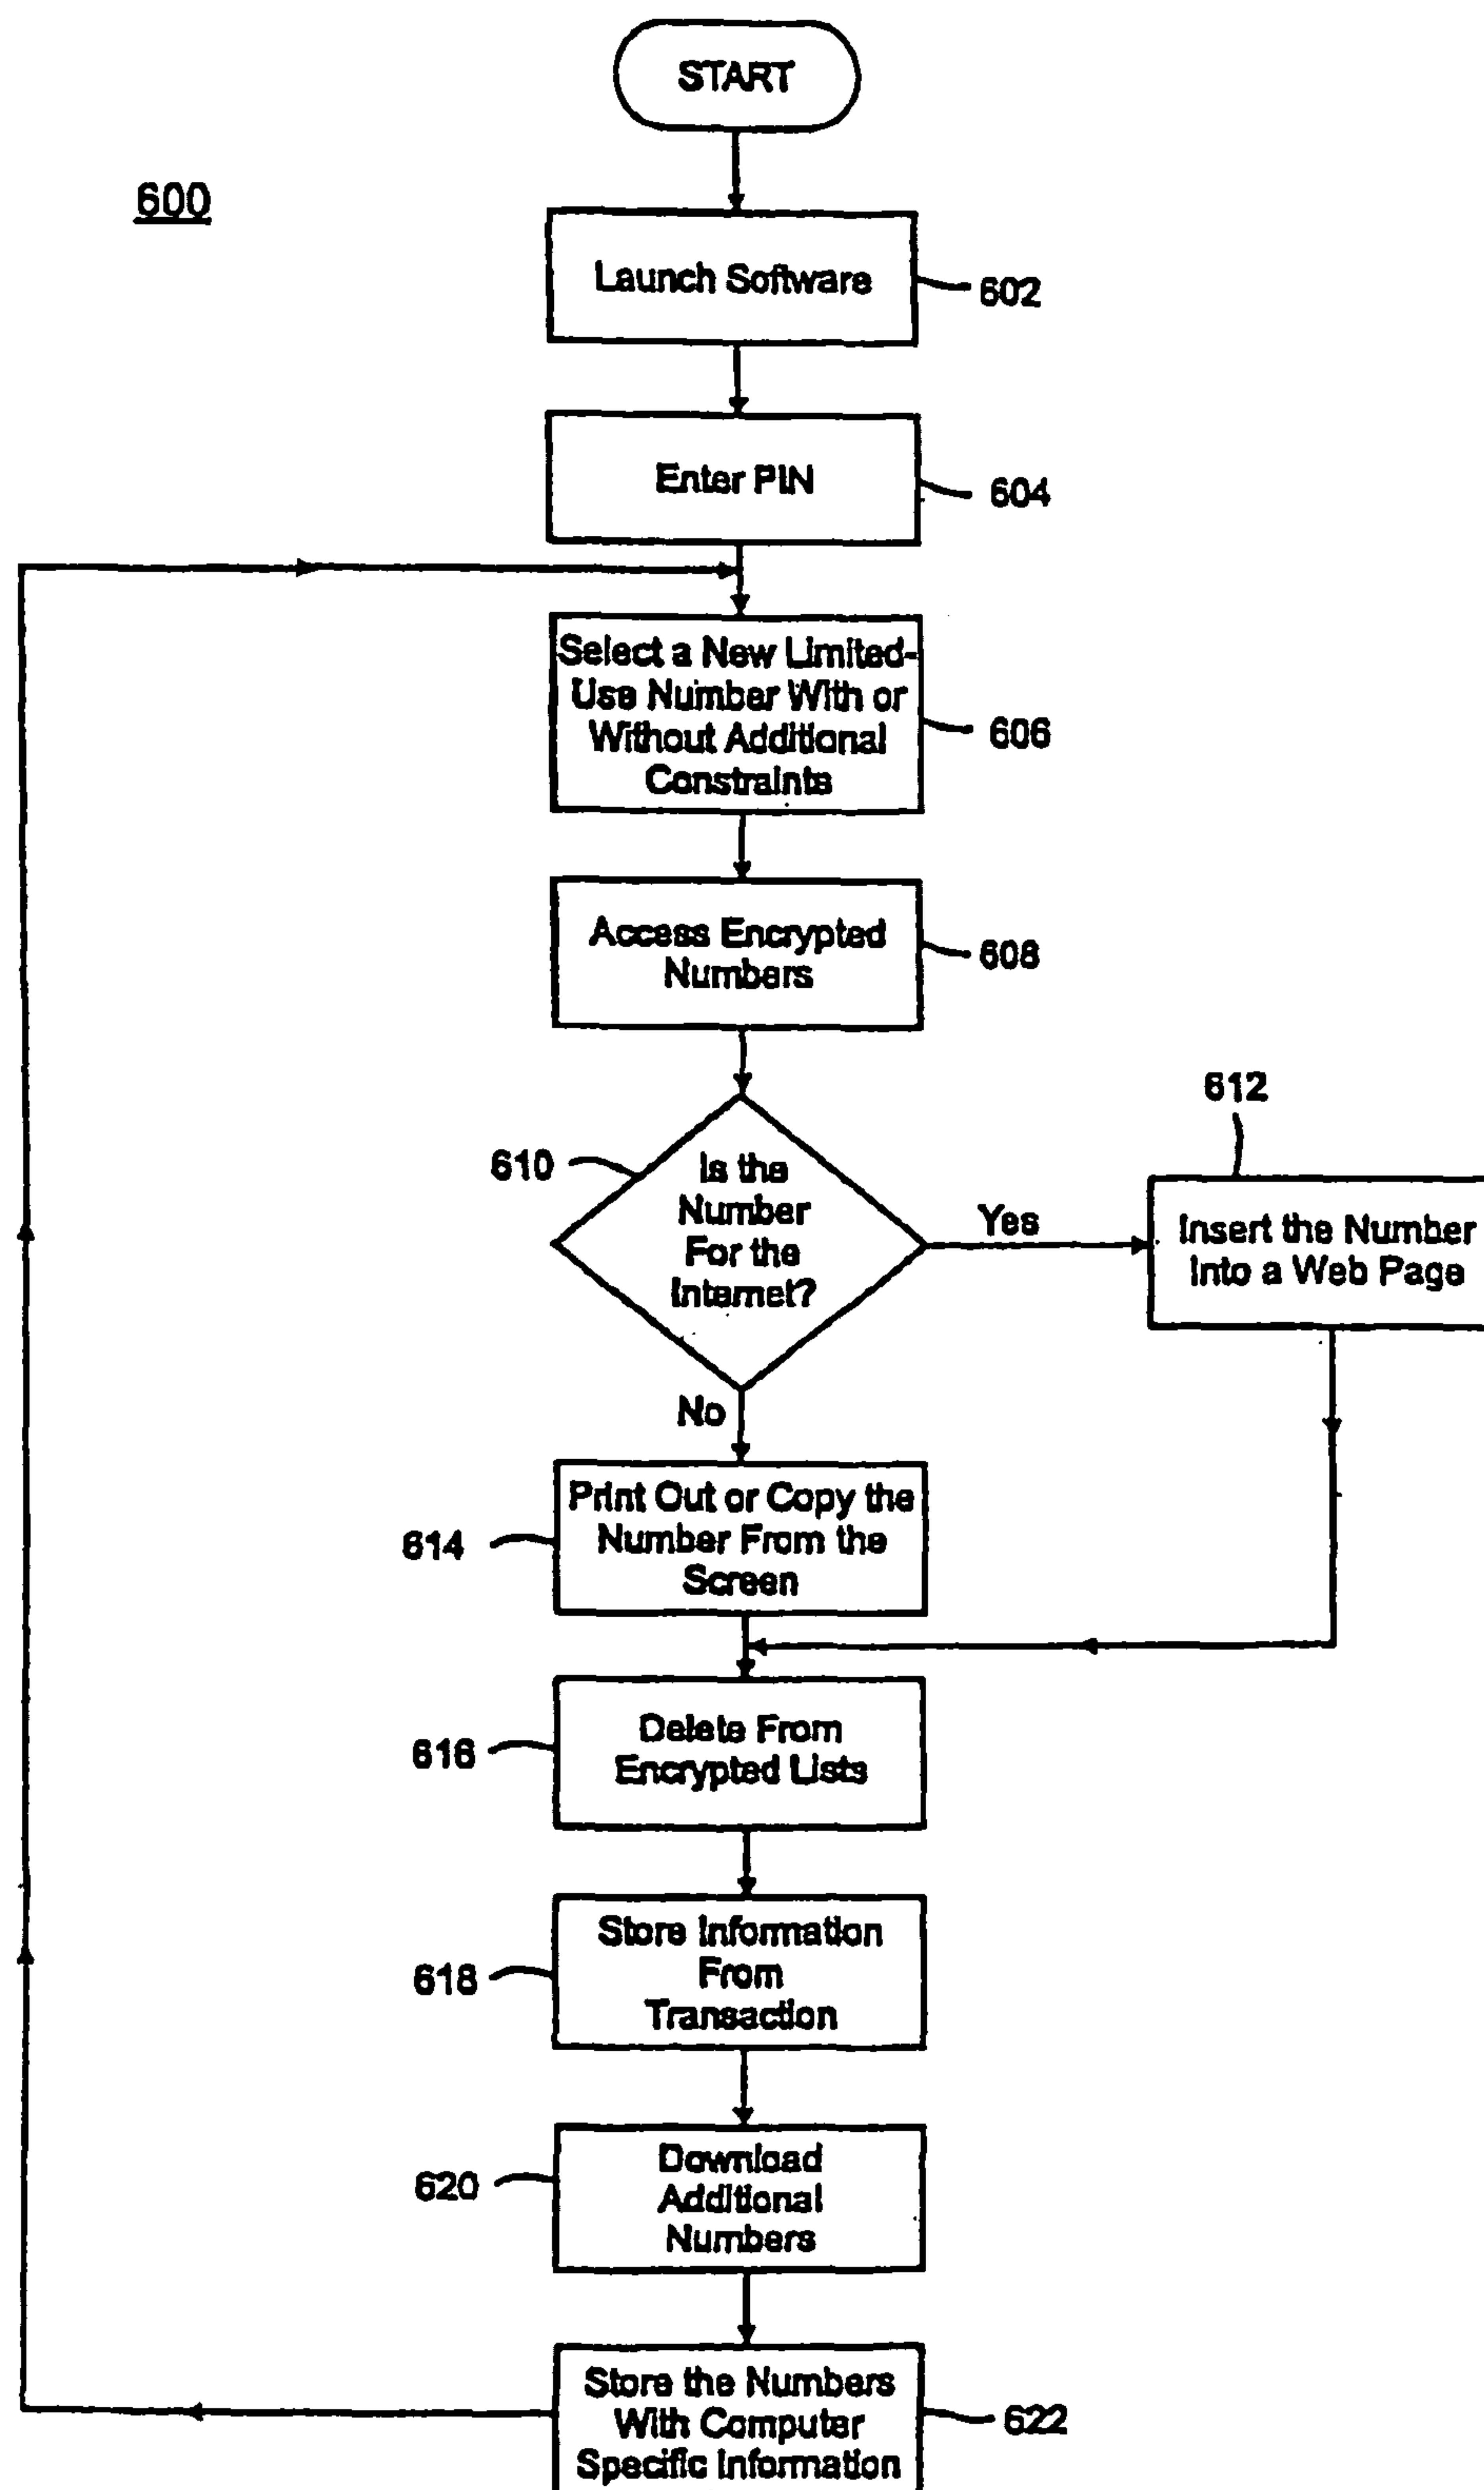 START
600
Launch Software
602
Enter PIN
604
Select a New Limited-
Use Number With or
Without Additional
Constraints
606
Access Encrypted
Numbers
608
612
610
Is the
Number
For the
Internet?
Yes
Insert the Number
Into a Web Page
No
Print Out or Copy the
Number From the
Screen
614
Delete From
Encrypted Lists
616
Store Information
From
Transaction
618
Download
Additional
Numbers
620
Store the Numbers
With Computer
Specific Information
622